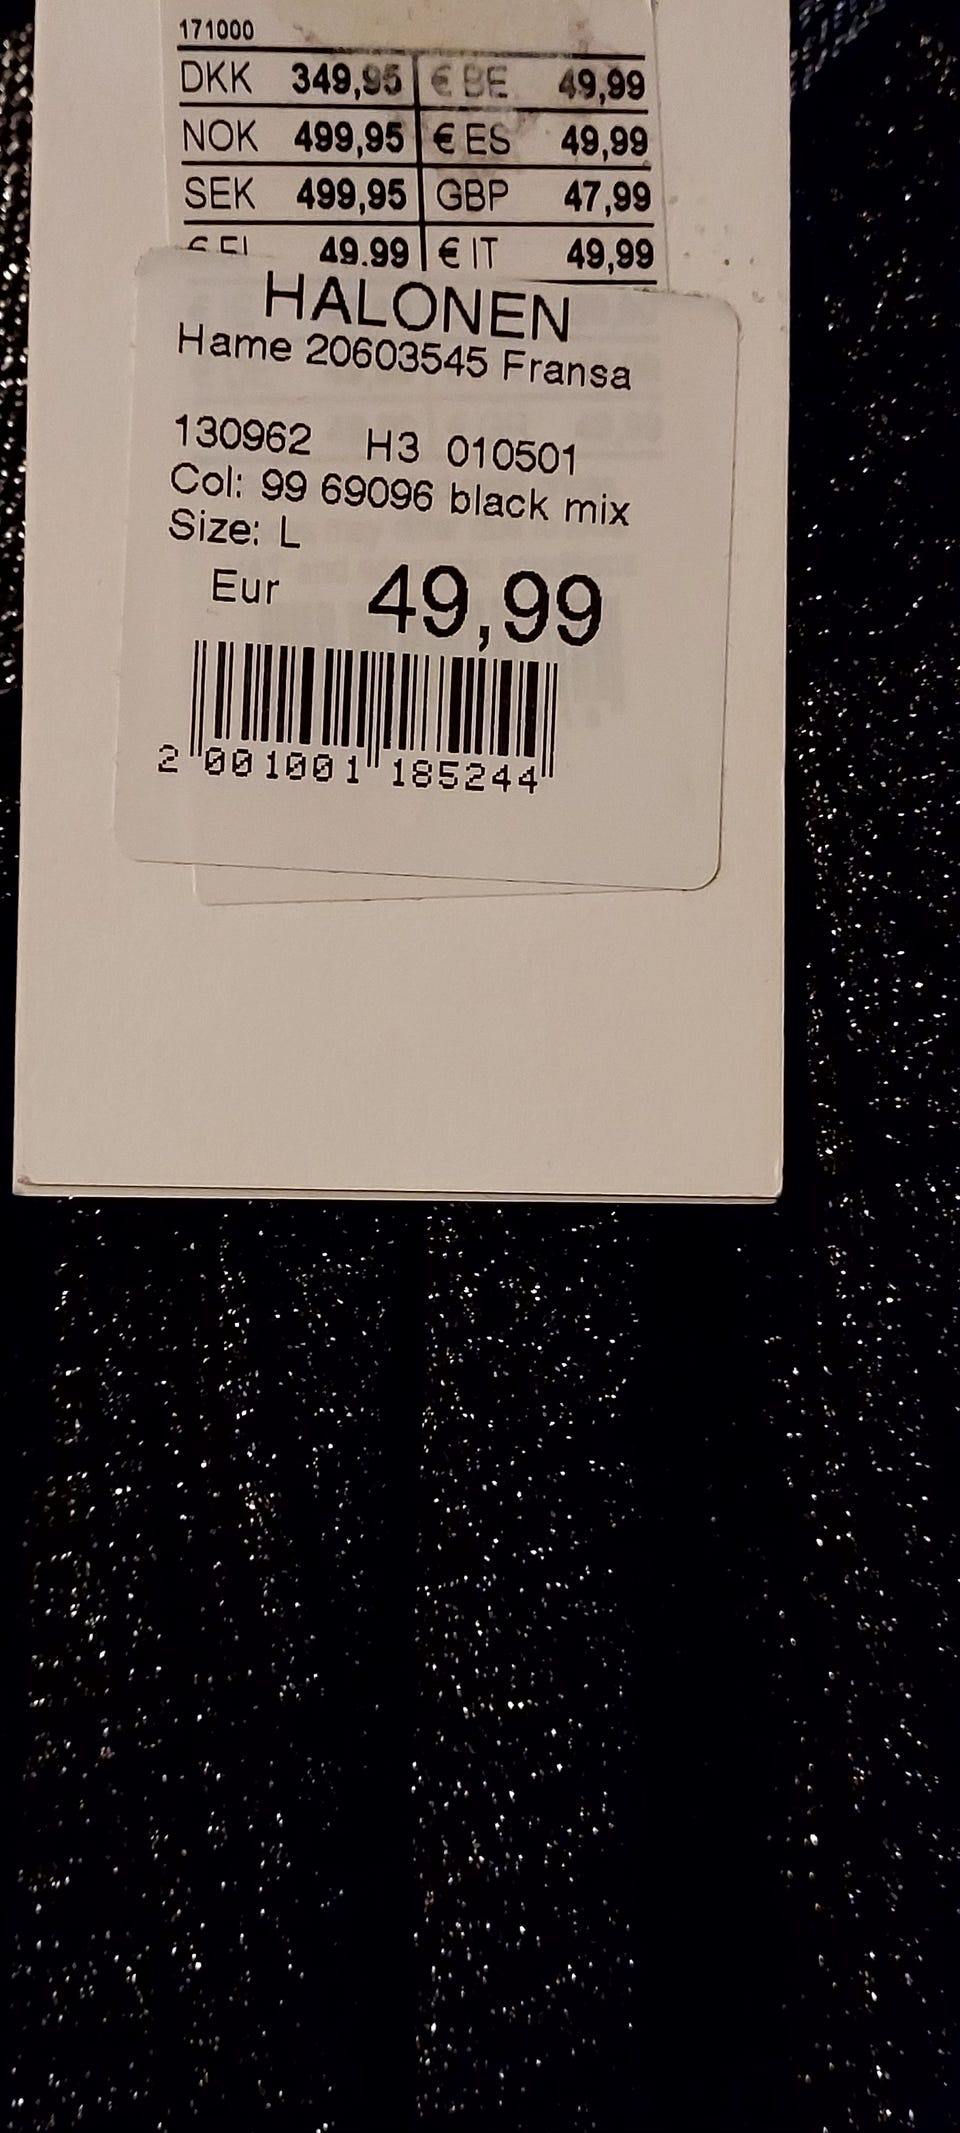 171000
DKK 349,95 € BE 49,99
NOK 499,95 € ES 49,99
SEK 499,95 GBP 47,99
€ FI 49,99 € IT 49,99
HALONEN
Hame 20603545 Fransa
130962 H3 010501
Col: 99 69096 black mix
Size: L
Eur 49,99
2 001001 185244